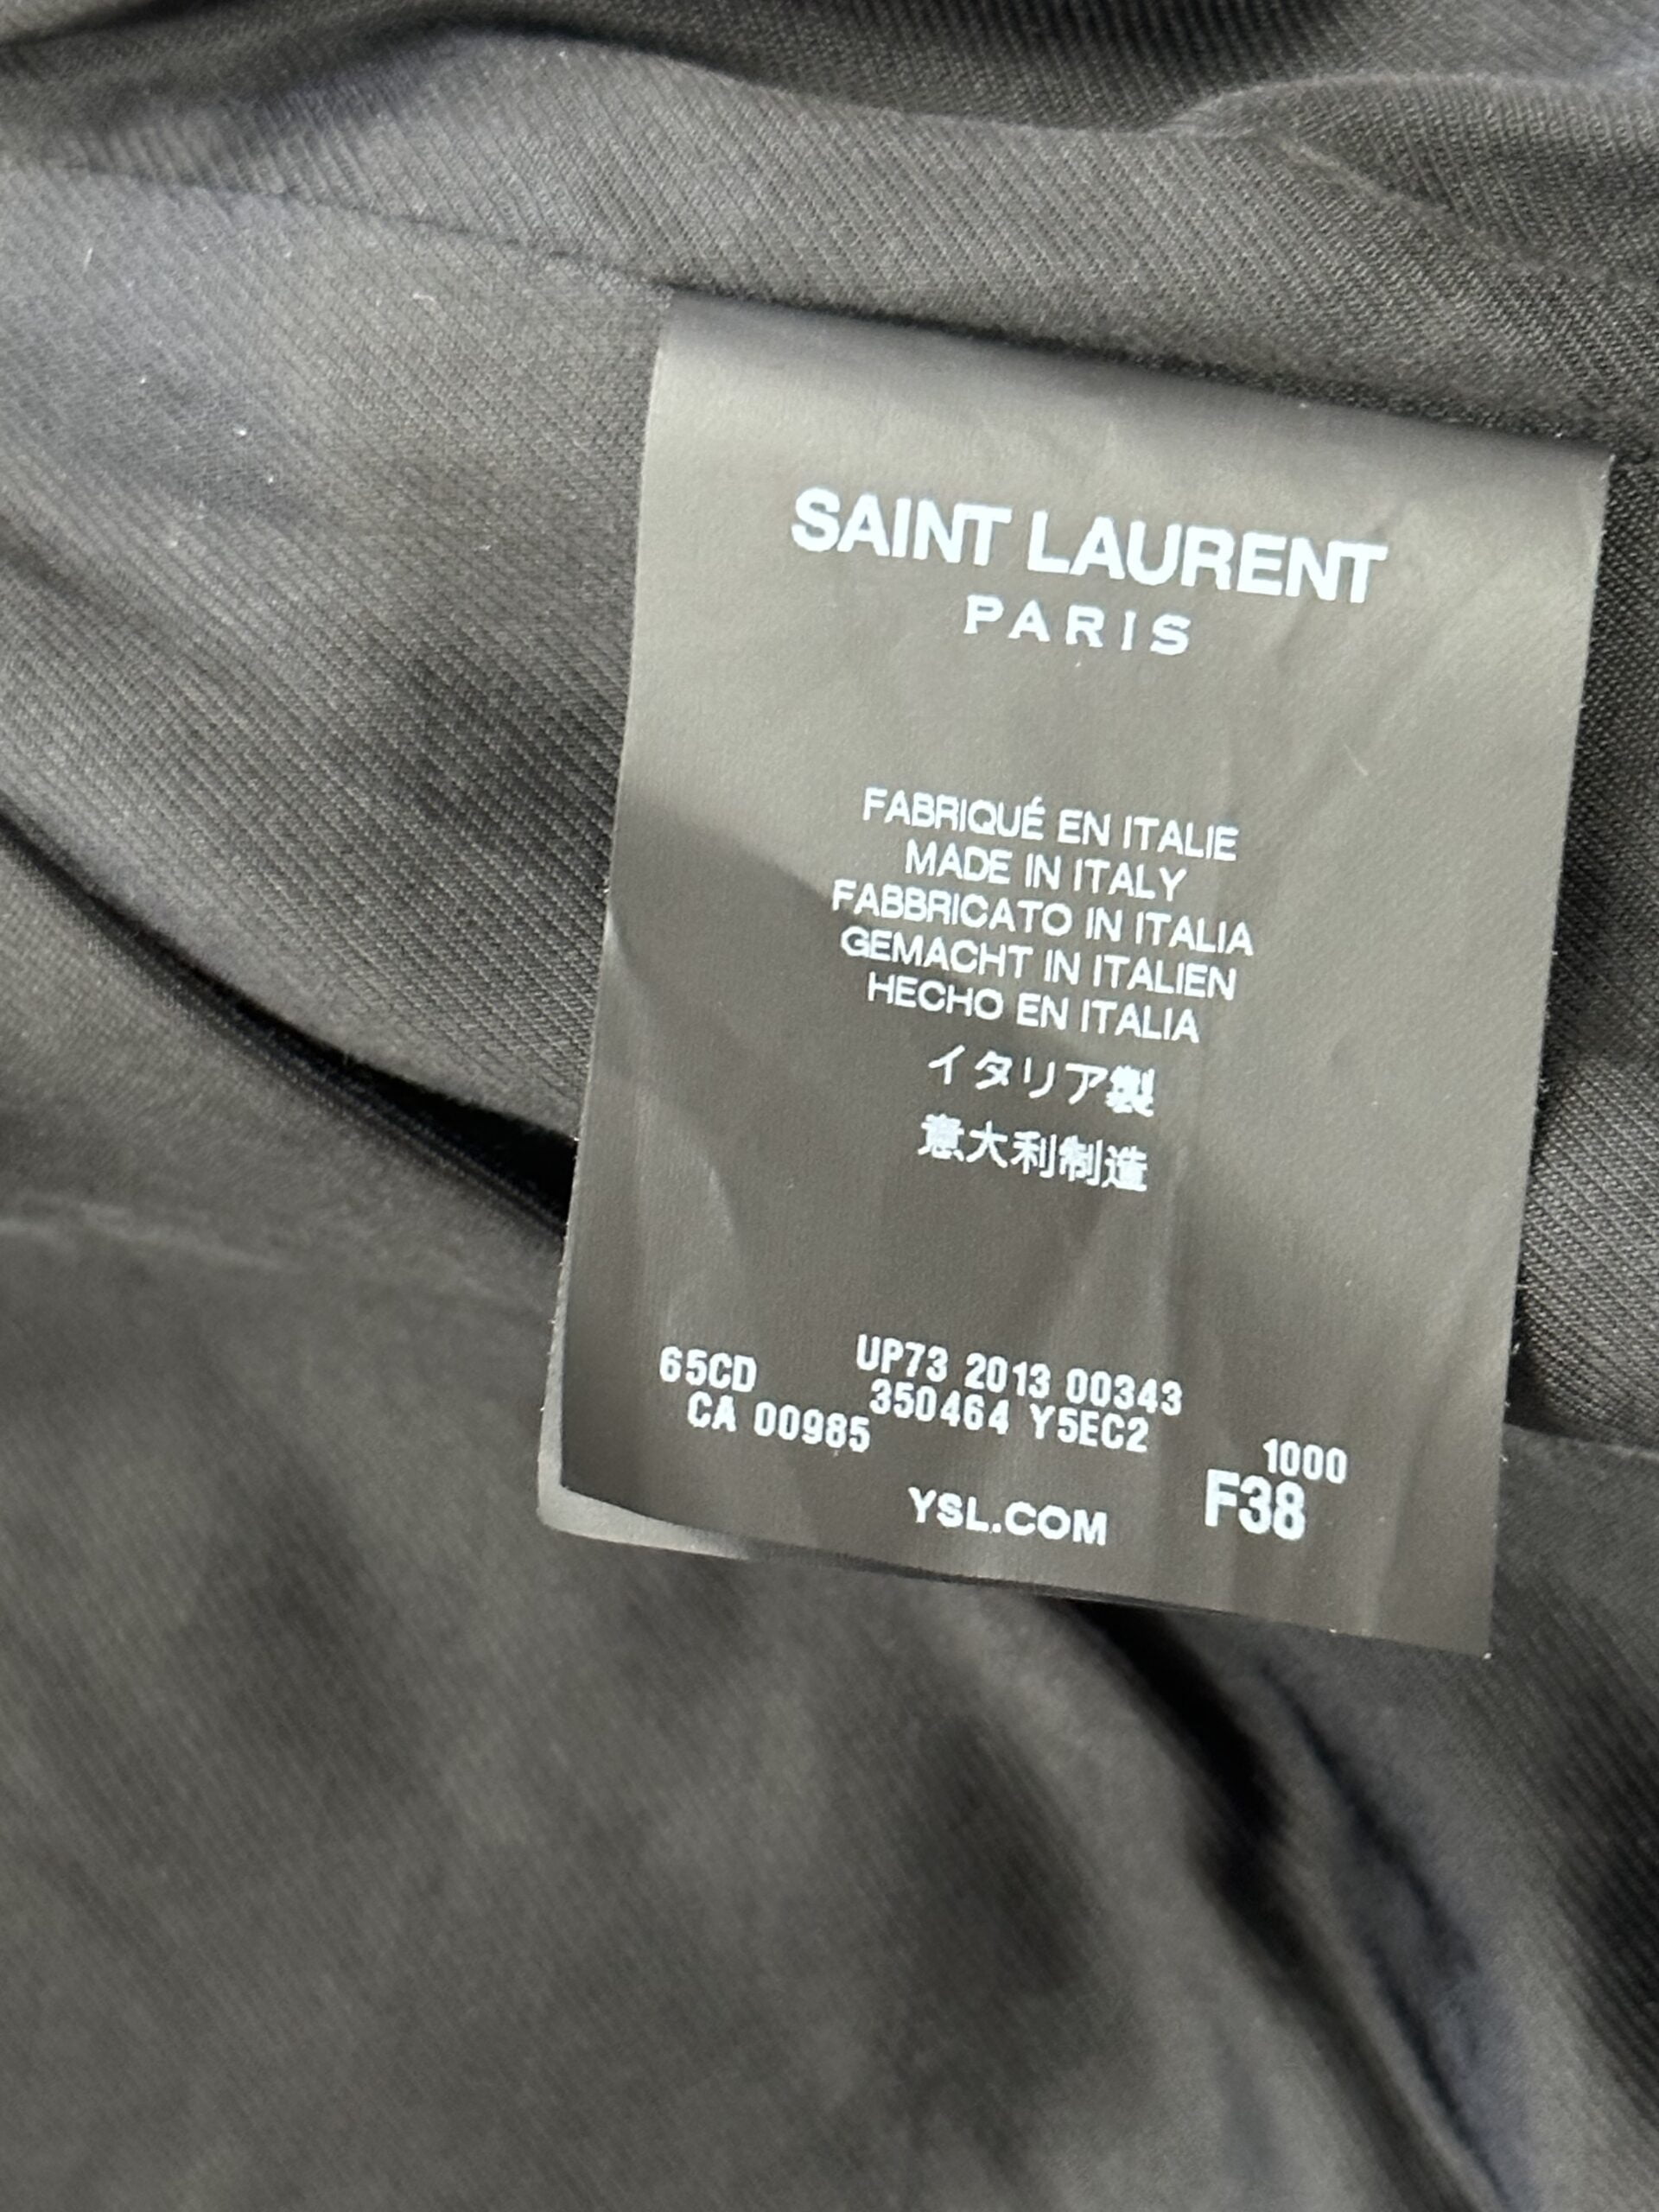 SAINT LAURENT
PARIS
FABRIQUÉ EN ITALIE
MADE IN ITALY
FABBRICATO IN ITALIA
GEMACHT IN ITALIEN
HECHO EN ITALIA
イタリア製
意大利制造
65CD UP73 2013 00343
CA 00985 350464 Y5EC2 1000
YSL.COM F38